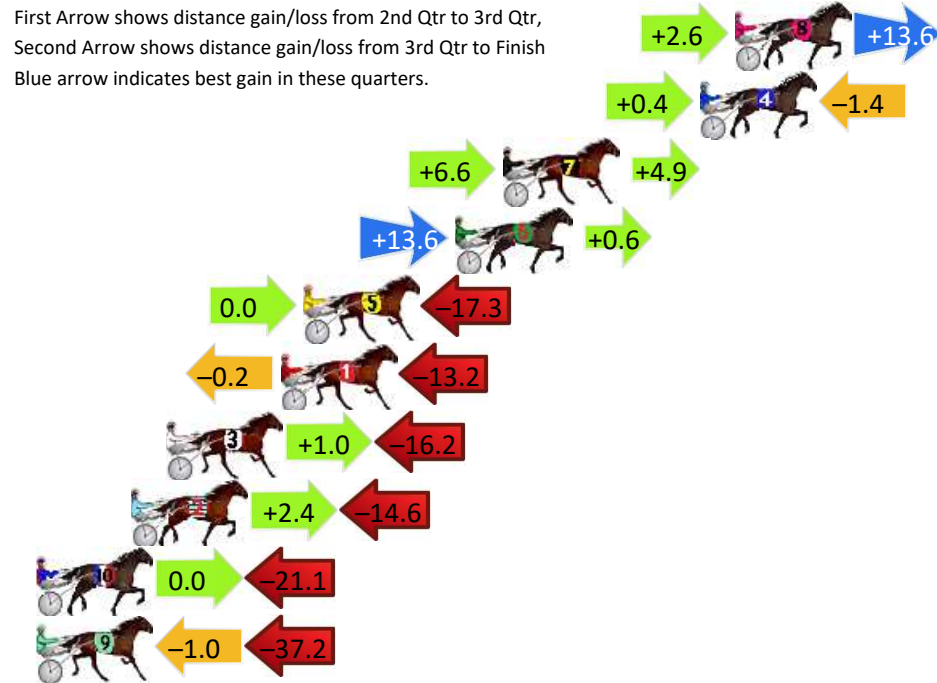 First Arrow shows distance gain/loss from 2nd Qtr to 3rd Qtr,
Second Arrow shows distance gain/loss from 3rd Qtr to Finish
Blue arrow indicates best gain in these quarters.
+2.6 8 +13.6
+0.4 4 –1.4
+6.6 7 +4.9
+13.6 +0.6
0.0 5 –17.3
–0.2 1 –13.2
3 +1.0 –16.2
2 +2.4 –14.6
0.0 –21.1
9 –1.0 –37.2